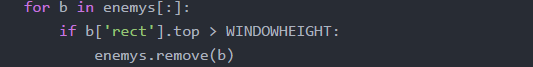 for b in enemys[:]:
    if b['rect'].top > WINDOWHEIGHT:
        enemys.remove(b)